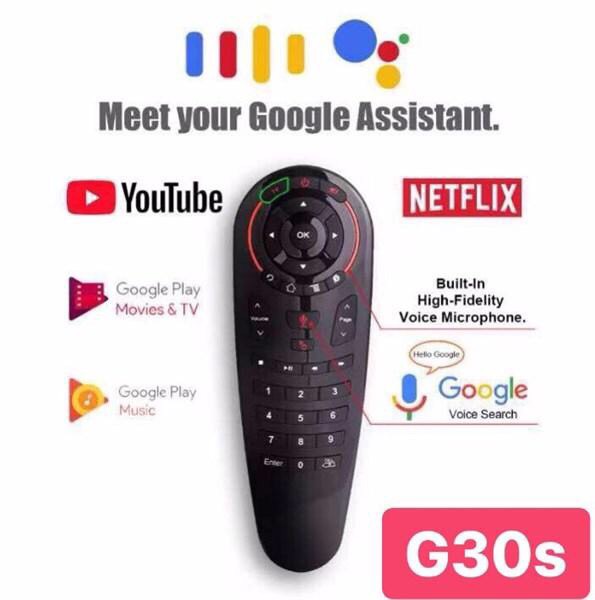 Meet your Google Assistant.
YouTube
NETFLIX
TV
OK
Google Play
Movies & TV
Built-In
High-Fidelity
Voice Microphone.
Volume
Page
Hello Google
Google Play
Music
Google
Voice Search
1 2 3
4 5 6
7 8 9
Enter 0
G30s